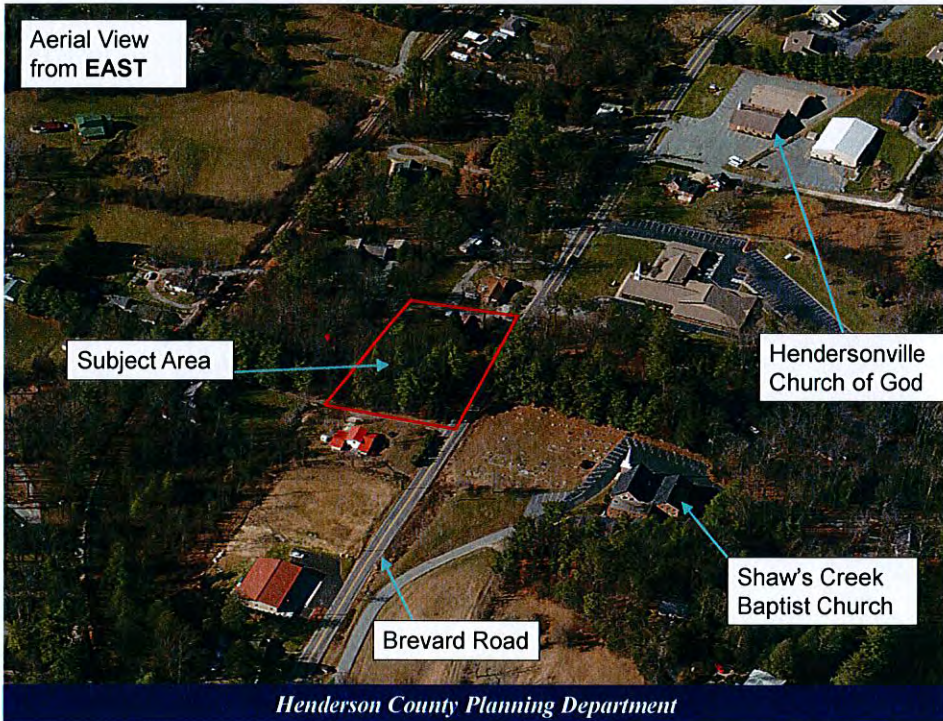 Aerial View
from EAST
Subject Area
Hendersonville
Church of God
Shaw's Creek
Baptist Church
Brevard Road
Henderson County Planning Department